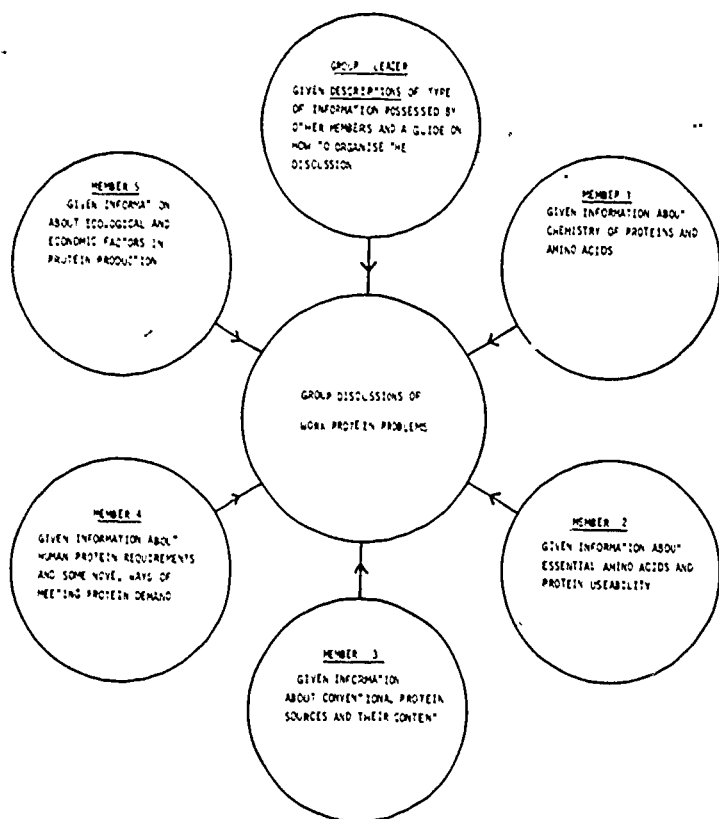 GROUP LEADER
GIVEN DESCRIPTIONS OF TYPE
OF INFORMATION POSSESSED BY
OTHER MEMBERS AND A GUIDE ON
HOW TO ORGANISE THE
DISCUSSION
MEMBER 1
GIVEN INFORMATION ABOUT
CHEMISTRY OF PROTEINS AND
AMINO ACIDS
MEMBER 2
GIVEN INFORMATION ABOUT
ESSENTIAL AMINO ACIDS AND
PROTEIN USEABILITY
MEMBER 3
GIVEN INFORMATION
ABOUT CONVENTIONAL PROTEIN
SOURCES AND THEIR CONTENT
MEMBER 4
GIVEN INFORMATION ABOUT
HUMAN PROTEIN REQUIREMENTS
AND SOME NOVEL, WAYS OF
MEETING PROTEIN DEMAND
MEMBER 5
GIVEN INFORMATION
ABOUT ECOLOGICAL AND
ECONOMIC FACTORS IN
PROTEIN PRODUCTION
GROUP DISCUSSIONS OF
WORK PROTEIN PROBLEMS